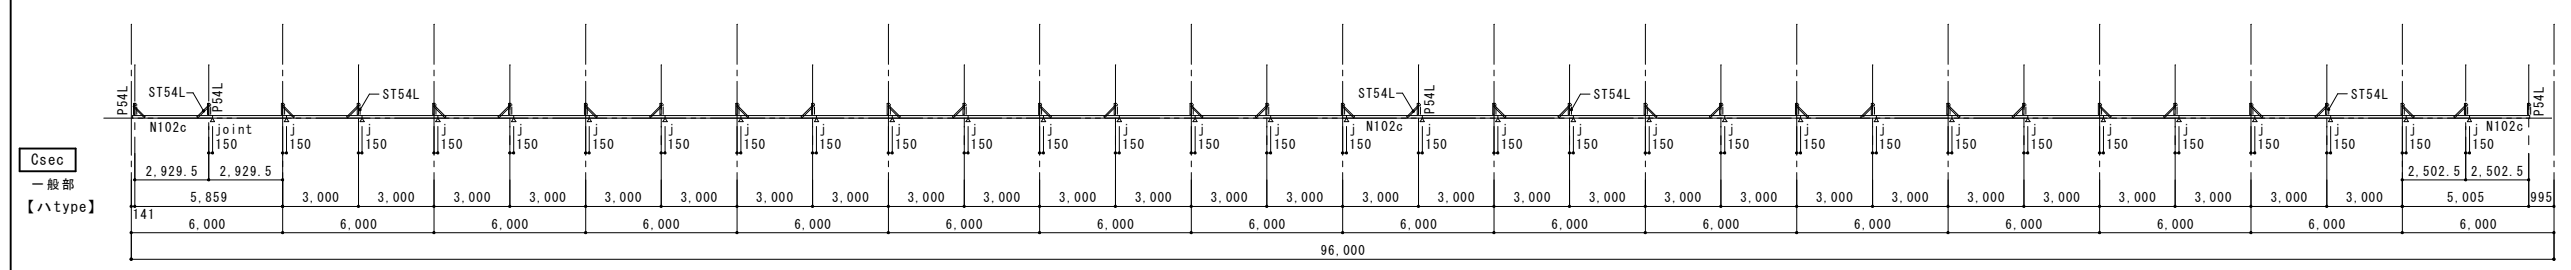 ST54L ST54L ST54L ST54L ST54L
P54L P54L P54L P54L
N102c joint j j j j j j j j j j j j j j N102c j j j j j j j j j j j j j j j j N102c
150 150 150 150 150 150 150 150 150 150 150 150 150 150 150 150 150 150 150 150 150 150 150 150 150 150 150 150 150 150 150
Csec
2,929.5 2,929.5 2,502.5 2,502.5
一般部
5,859 3,000 3,000 3,000 3,000 3,000 3,000 3,000 3,000 3,000 3,000 3,000 3,000 3,000 3,000 3,000 3,000 3,000 3,000 3,000 3,000 3,000 3,000 3,000 3,000 3,000 3,000 3,000 3,000 5,005 995
【ハtype】
141
6,000 6,000 6,000 6,000 6,000 6,000 6,000 6,000 6,000 6,000 6,000 6,000 6,000 6,000 6,000 6,000
96,000